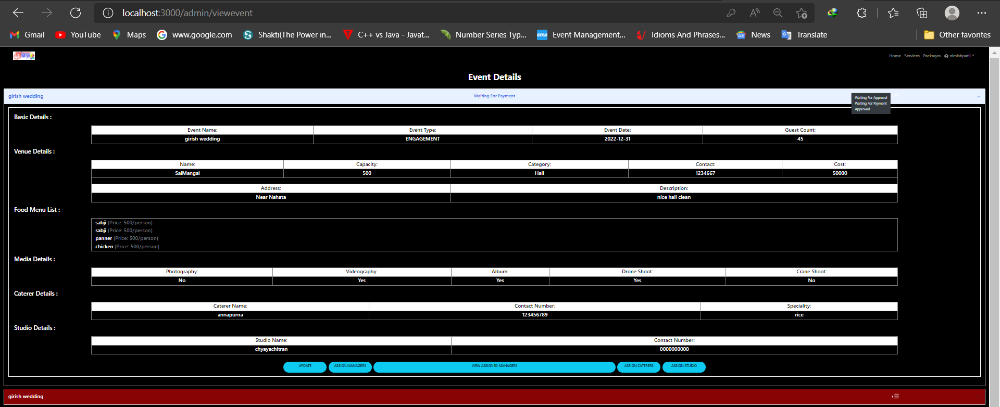 localhost:3000/admin/viewevent
Gmail YouTube Maps www.google.com Shakti(The Power in... C++ vs Java - Javat... Number Series Typ... Event Management... Idioms And Phrases... News Translate Other favorites
Home Services Packages nimishpatil
Event Details
girish wedding Waiting For Payment
Waiting For Approval
Waiting For Payment
Approved
Basic Details :
Event Name: Event Type: Event Date: Guest Count:
girish wedding ENGAGEMENT 2022-12-31 45
Venue Details :
Name: Capacity: Category: Contact: Cost:
SaiMangal 500 Hall 1234667 50000
Address: Description:
Near Nahata nice hall clean
Food Menu List :
sabji (Price: 500/person)
sabji (Price: 500/person)
panner (Price: 500/person)
chicken (Price: 500/person)
Media Details :
Photography: Videography: Album: Drone Shoot: Crane Shoot:
No Yes Yes Yes No
Caterer Details :
Caterer Name: Contact Number: Speciality:
annapurna 123456789 rice
Studio Details :
Studio Name: Contact Number:
chyayachitran 0000000000
UPDATE ASSIGN MANAGERS VIEW ASSIGNED MANAGERS ASSIGN CATERERS ASSIGN STUDIO
girish wedding